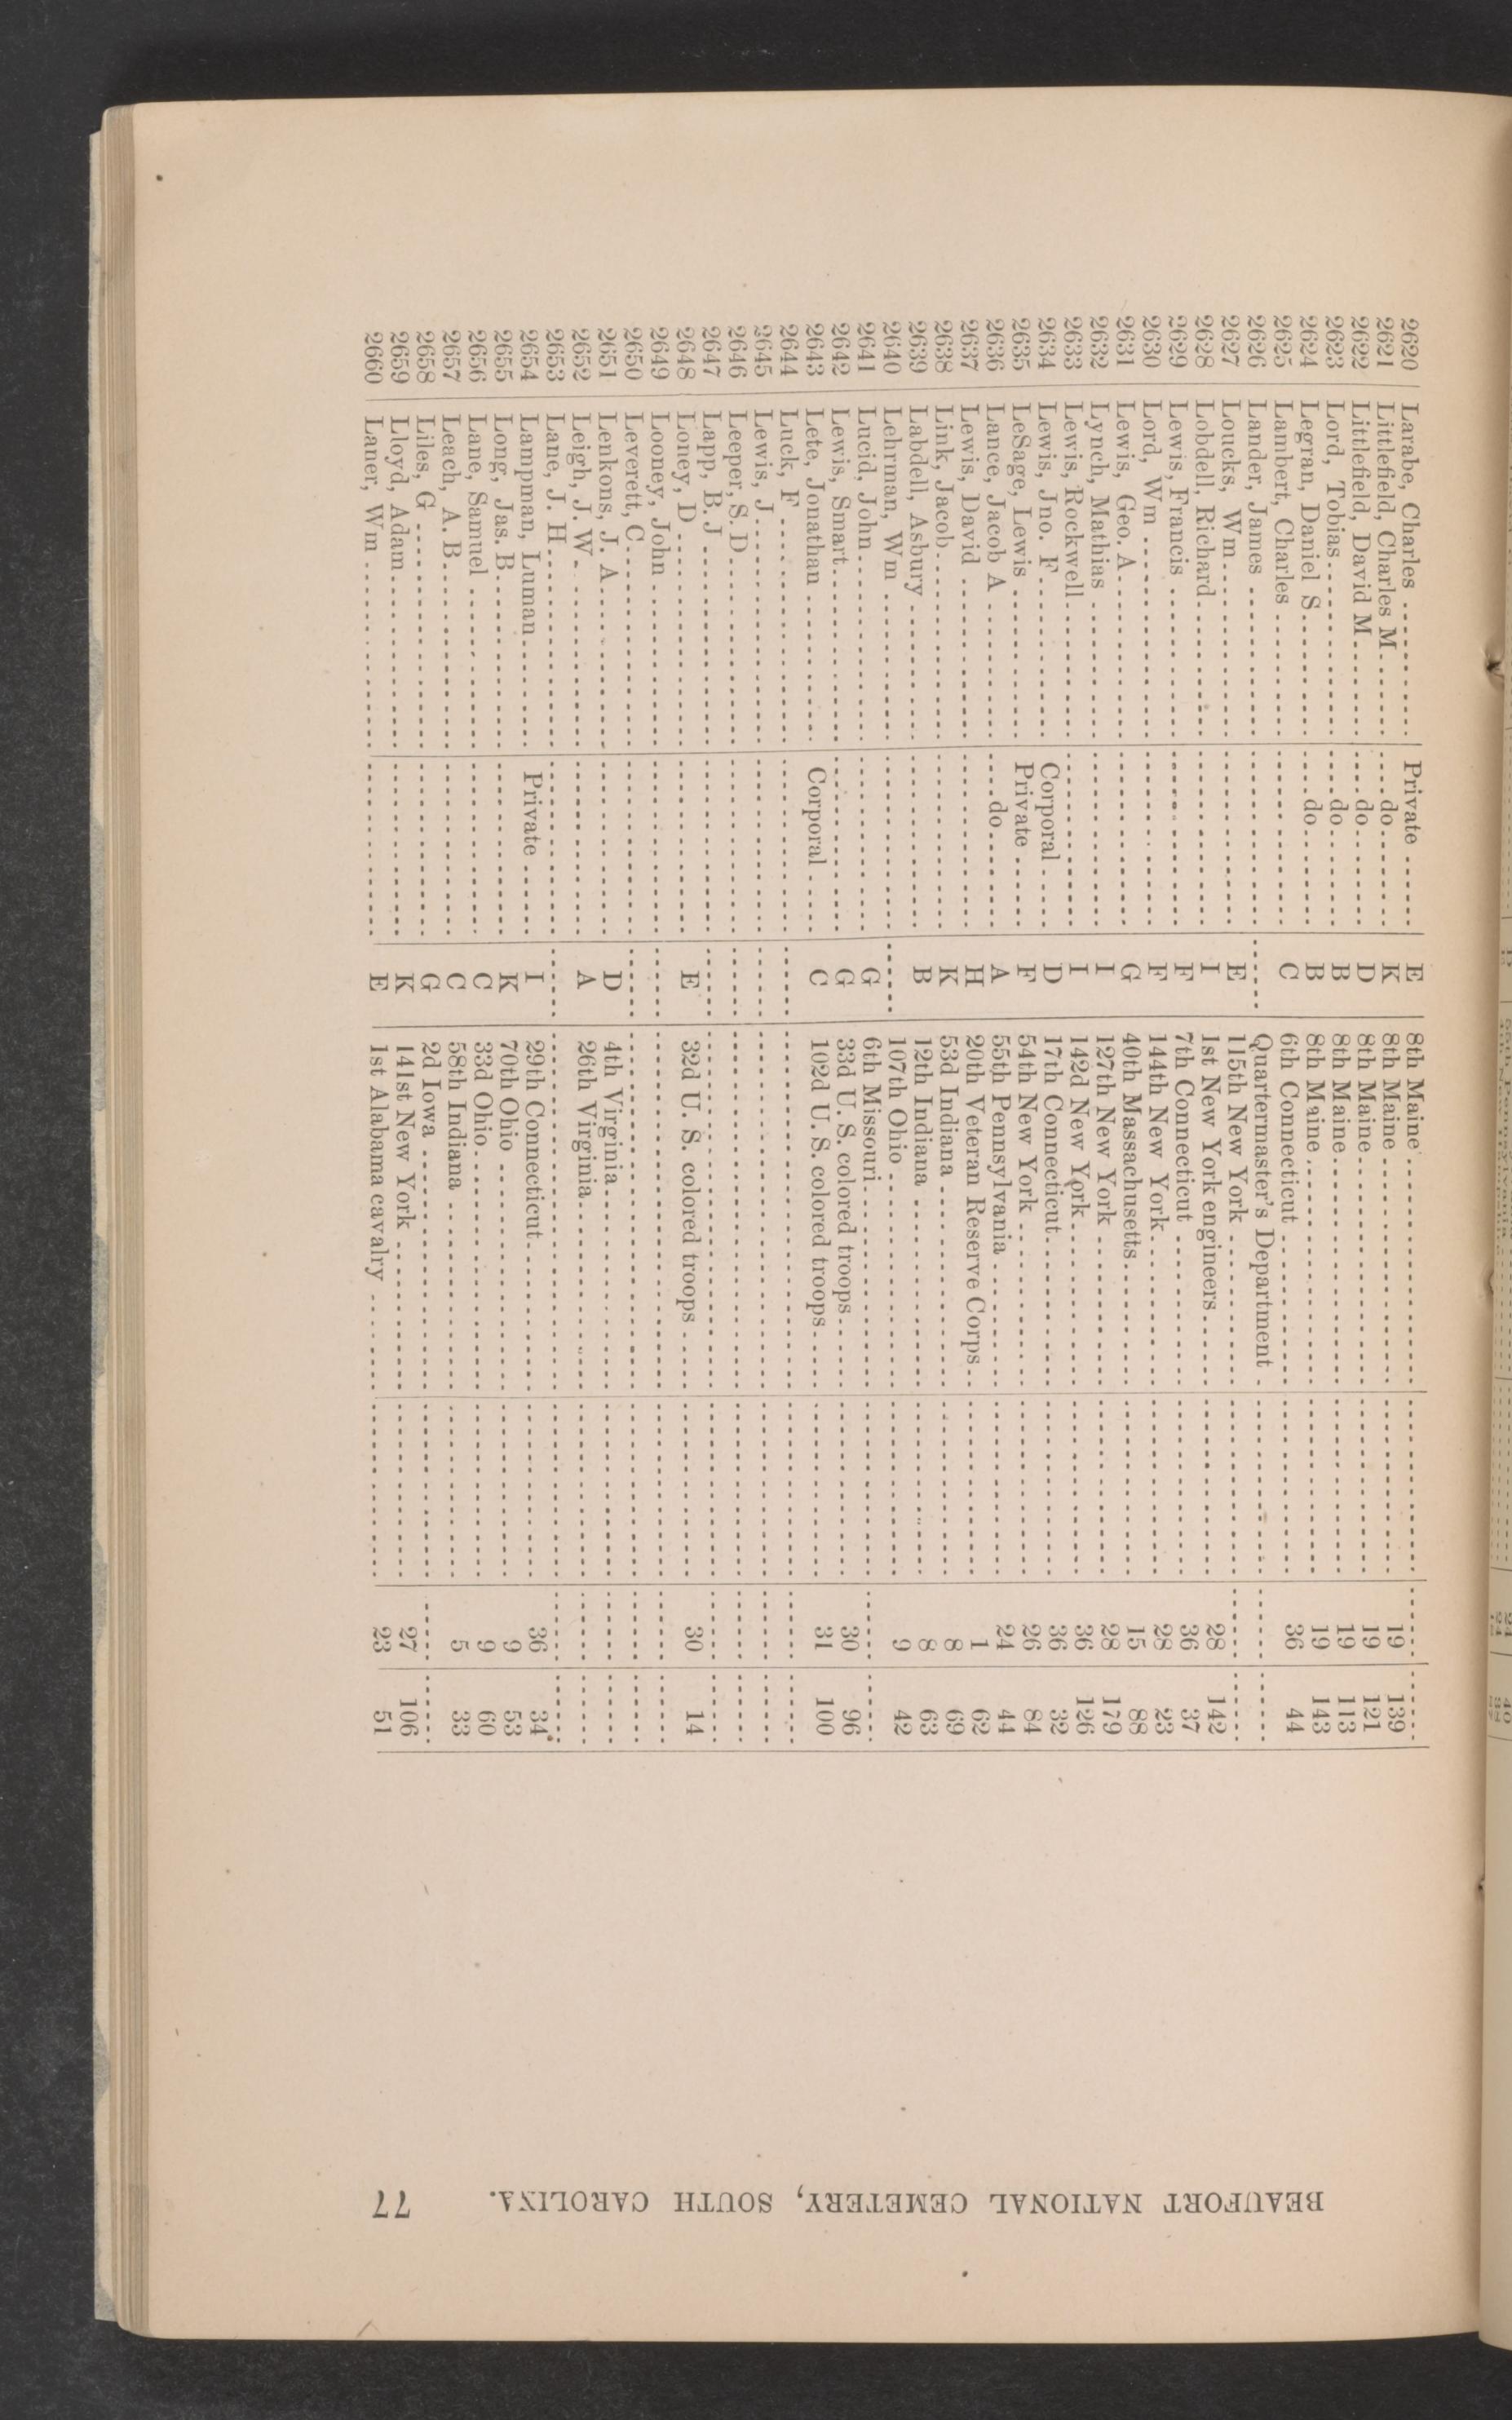 BEAUFORT NATIONAL CEMETERY, SOUTH CAROLINA. 77
2620 Larabe, Charles Private E 8th Maine
2621 Littlefield, Charles M do K 8th Maine 19 139
2622 Littlefield, David M do D 8th Maine 19 121
2623 Lord, Tobias do B 8th Maine 19 113
2624 Legran, Daniel S do B 8th Maine 19 143
2625 Lambert, Charles C 6th Connecticut 36 44
2626 Lander, James Quartermaster's Department
2627 Loucks, Wm E 115th New York
2628 Lobdell, Richard I 1st New York engineers 28 142
2629 Lewis, Francis F 7th Connecticut 36 37
2630 Lord, Wm F 144th New York 28 23
2631 Lewis, Geo. A G 40th Massachusetts 15 88
2632 Lynch, Mathias I 127th New York 28 179
2633 Lewis, Rockwell I 142d New York 36 126
2634 Lewis, Jno. F Corporal D 17th Connecticut 36 32
2635 LeSage, Lewis Private F 54th New York 26 84
2636 Lance, Jacob A do A 55th Pennsylvania 24 44
2637 Lewis, David H 20th Veteran Reserve Corps 1 62
2638 Link, Jacob K 53d Indiana 8 69
2639 Labdell, Asbury B 12th Indiana 8 63
2640 Lehrman, Wm 107th Ohio 9 42
2641 Lucid, John G 6th Missouri
2642 Lewis, Smart G 33d U. S. colored troops 30 96
2643 Lete, Jonathan Corporal C 102d U. S. colored troops 31 100
2644 Luck, F
2645 Lewis, J
2646 Leeper, S. D
2647 Lapp, B. J
2648 Loney, D E 32d U. S. colored troops 30 14
2649 Looney, John
2650 Leverett, C
2651 Lenkons, J. A D 4th Virginia
2652 Leigh, J. W A 26th Virginia
2653 Lane, J. H
2654 Lampman, Luman Private I 29th Connecticut 36 34
2655 Long, Jas. B K 70th Ohio 9 53
2656 Lane, Samuel C 33d Ohio 9 60
2657 Leach, A. B C 58th Indiana 5 33
2658 Liles, G G 2d Iowa
2659 Lloyd, Adam K 141st New York 27 106
2660 Laner, Wm E 1st Alabama cavalry 23 51